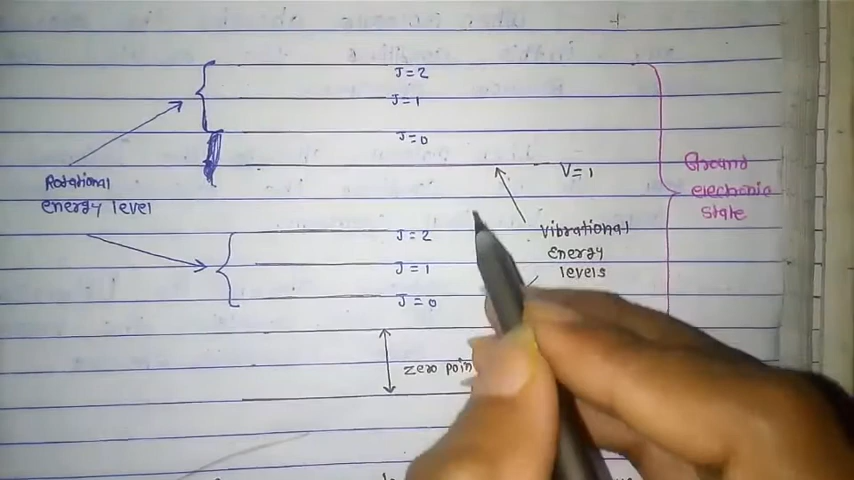 J=2
J=1
J=0
V=1
Ground
electronic
state
Rotational
energy level
Vibrational
Energy
levels
J=2
J=1
J=0
zero poin